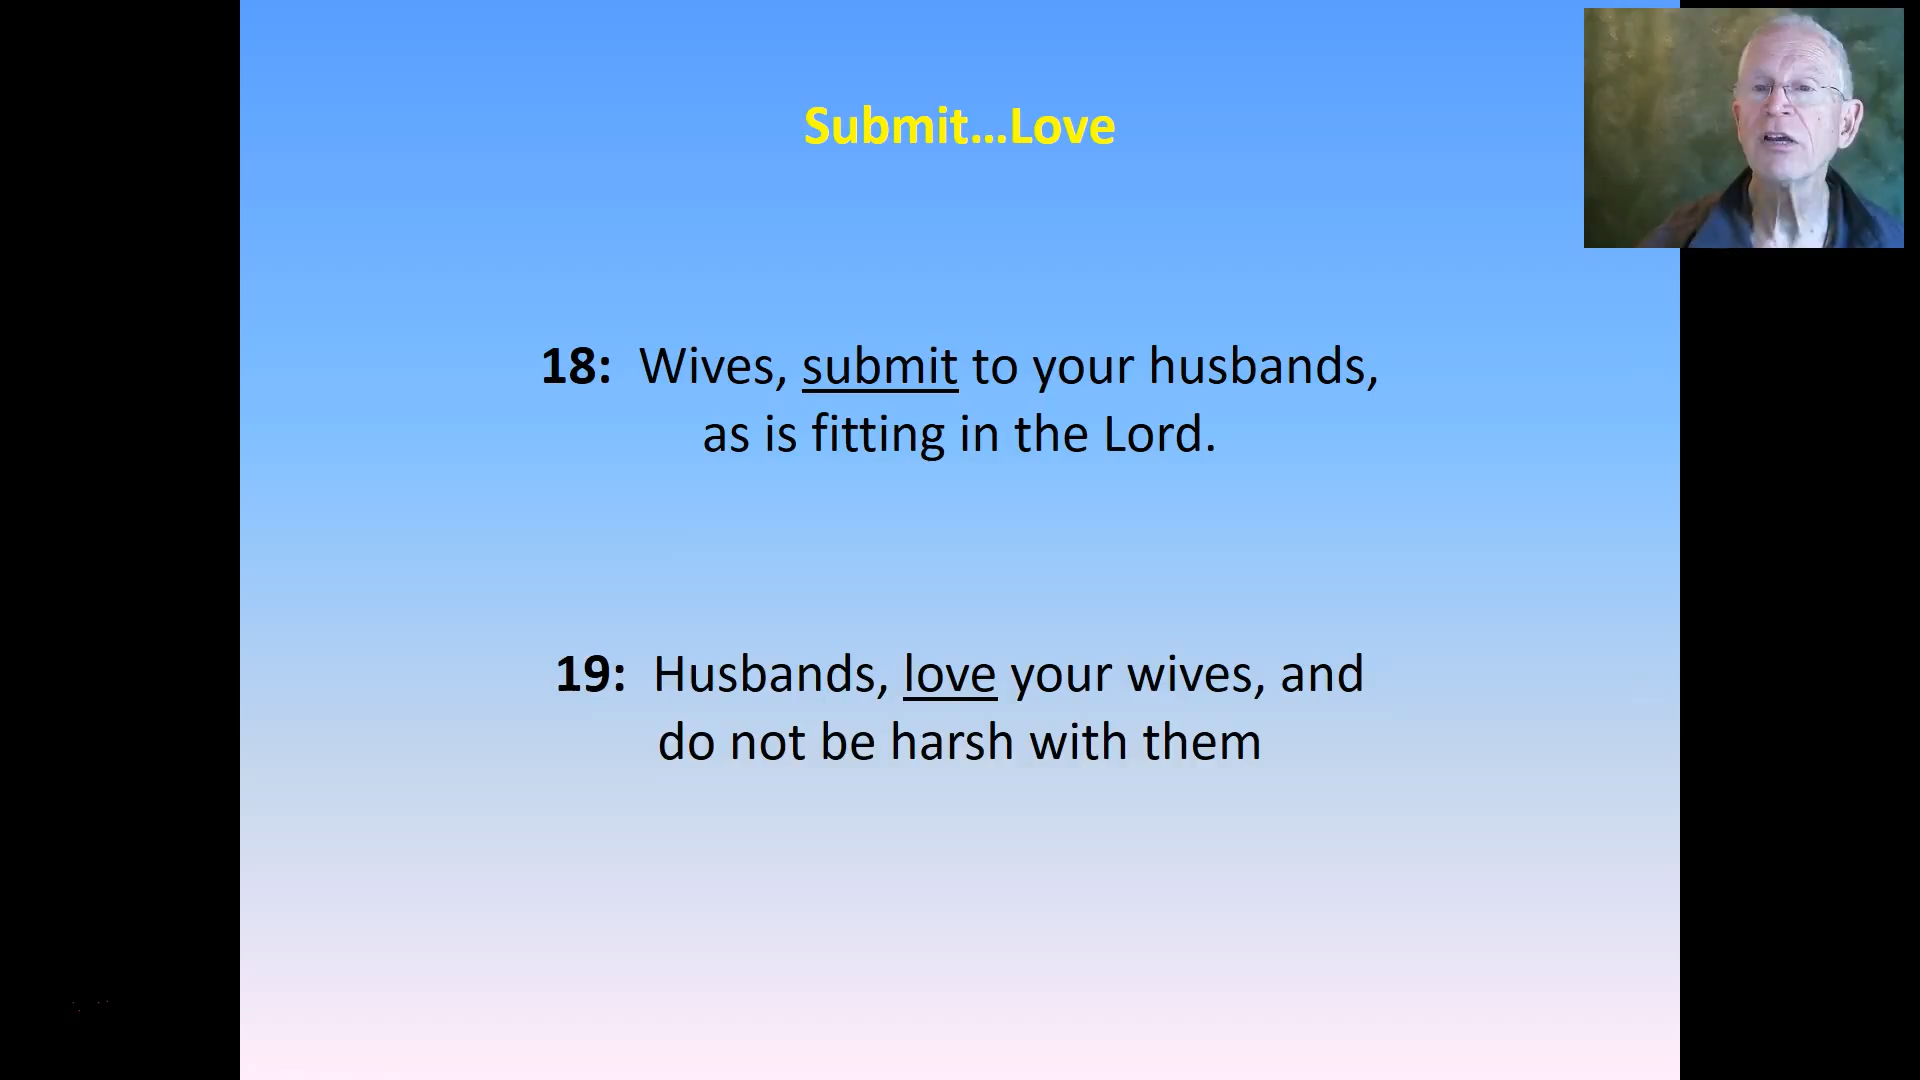 Submit...Love
18: Wives, submit to your husbands,
as is fitting in the Lord.
19: Husbands, love your wives, and
do not be harsh with them